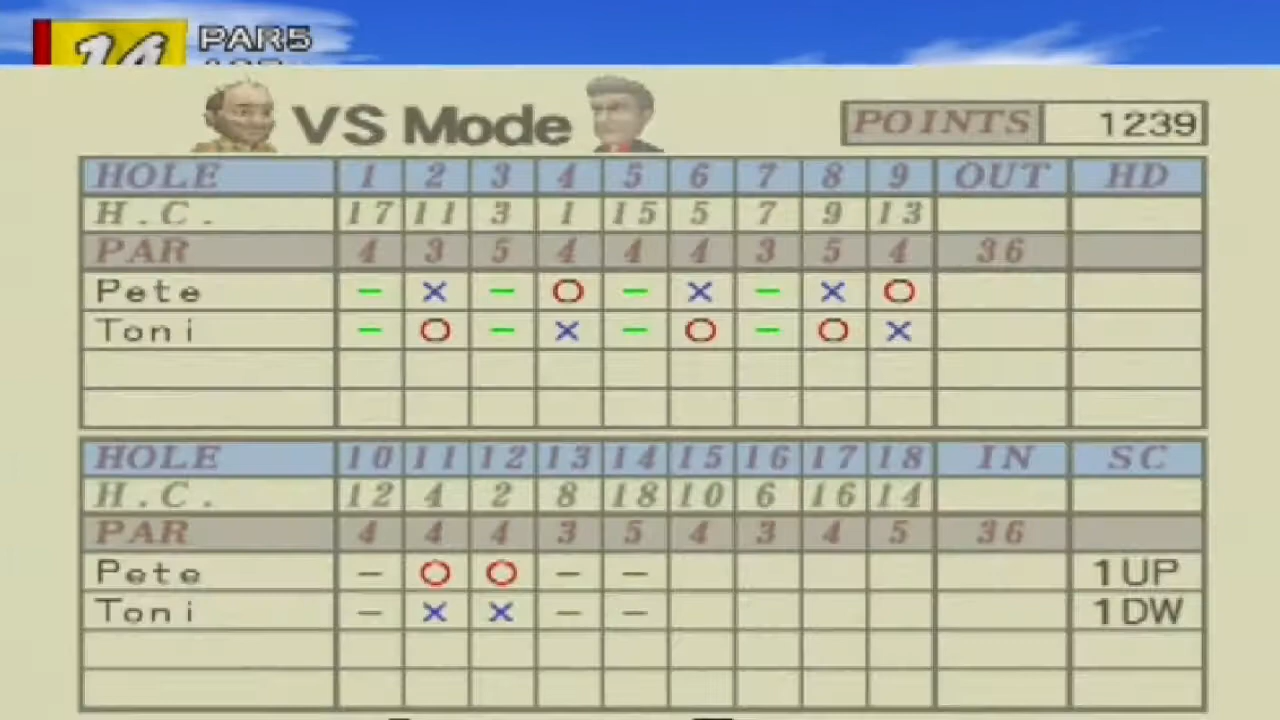 14 PAR5
VS Mode POINTS 1239
HOLE 1 2 3 4 5 6 7 8 9 OUT HD
H.C. 17 11 3 1 15 5 7 9 13
PAR 4 3 5 4 4 4 3 5 4 36
Pete - × - O - × - × O
Toni - O - × - O - O ×
HOLE 10 11 12 13 14 15 16 17 18 IN SC
H.C. 12 4 2 8 18 10 6 16 14
PAR 4 4 4 3 5 4 3 4 5 36
Pete - O O - - 1UP
Toni - × × - - 1DW